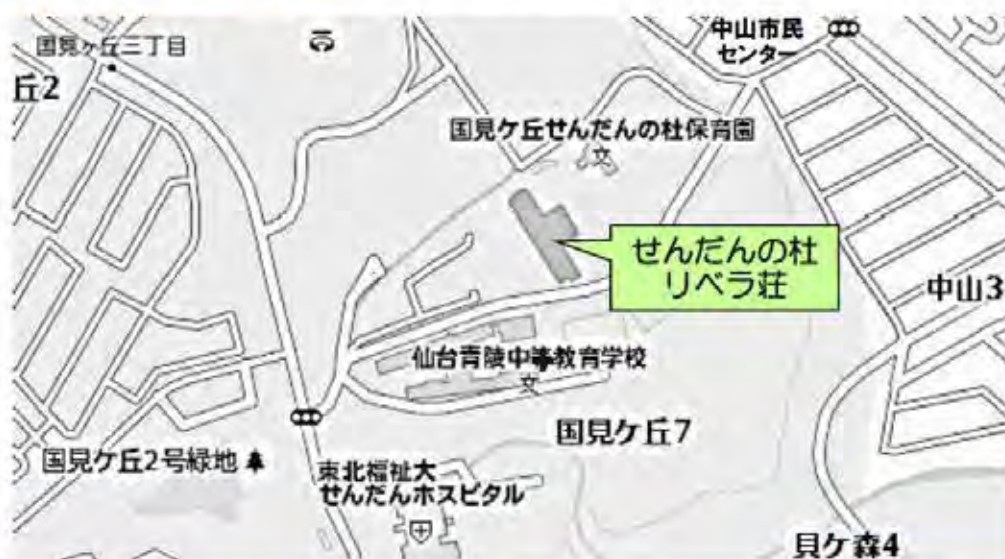 国見ヶ丘三丁目
丘2
中山市民
センター
国見ケ丘せんだんの杜保育園
文
せんだんの杜
リベラ荘
中山3
仙台青陵中等教育学校
文
国見ケ丘7
国見ケ丘2号緑地
東北福祉大
せんだんホスピタル
貝ケ森4